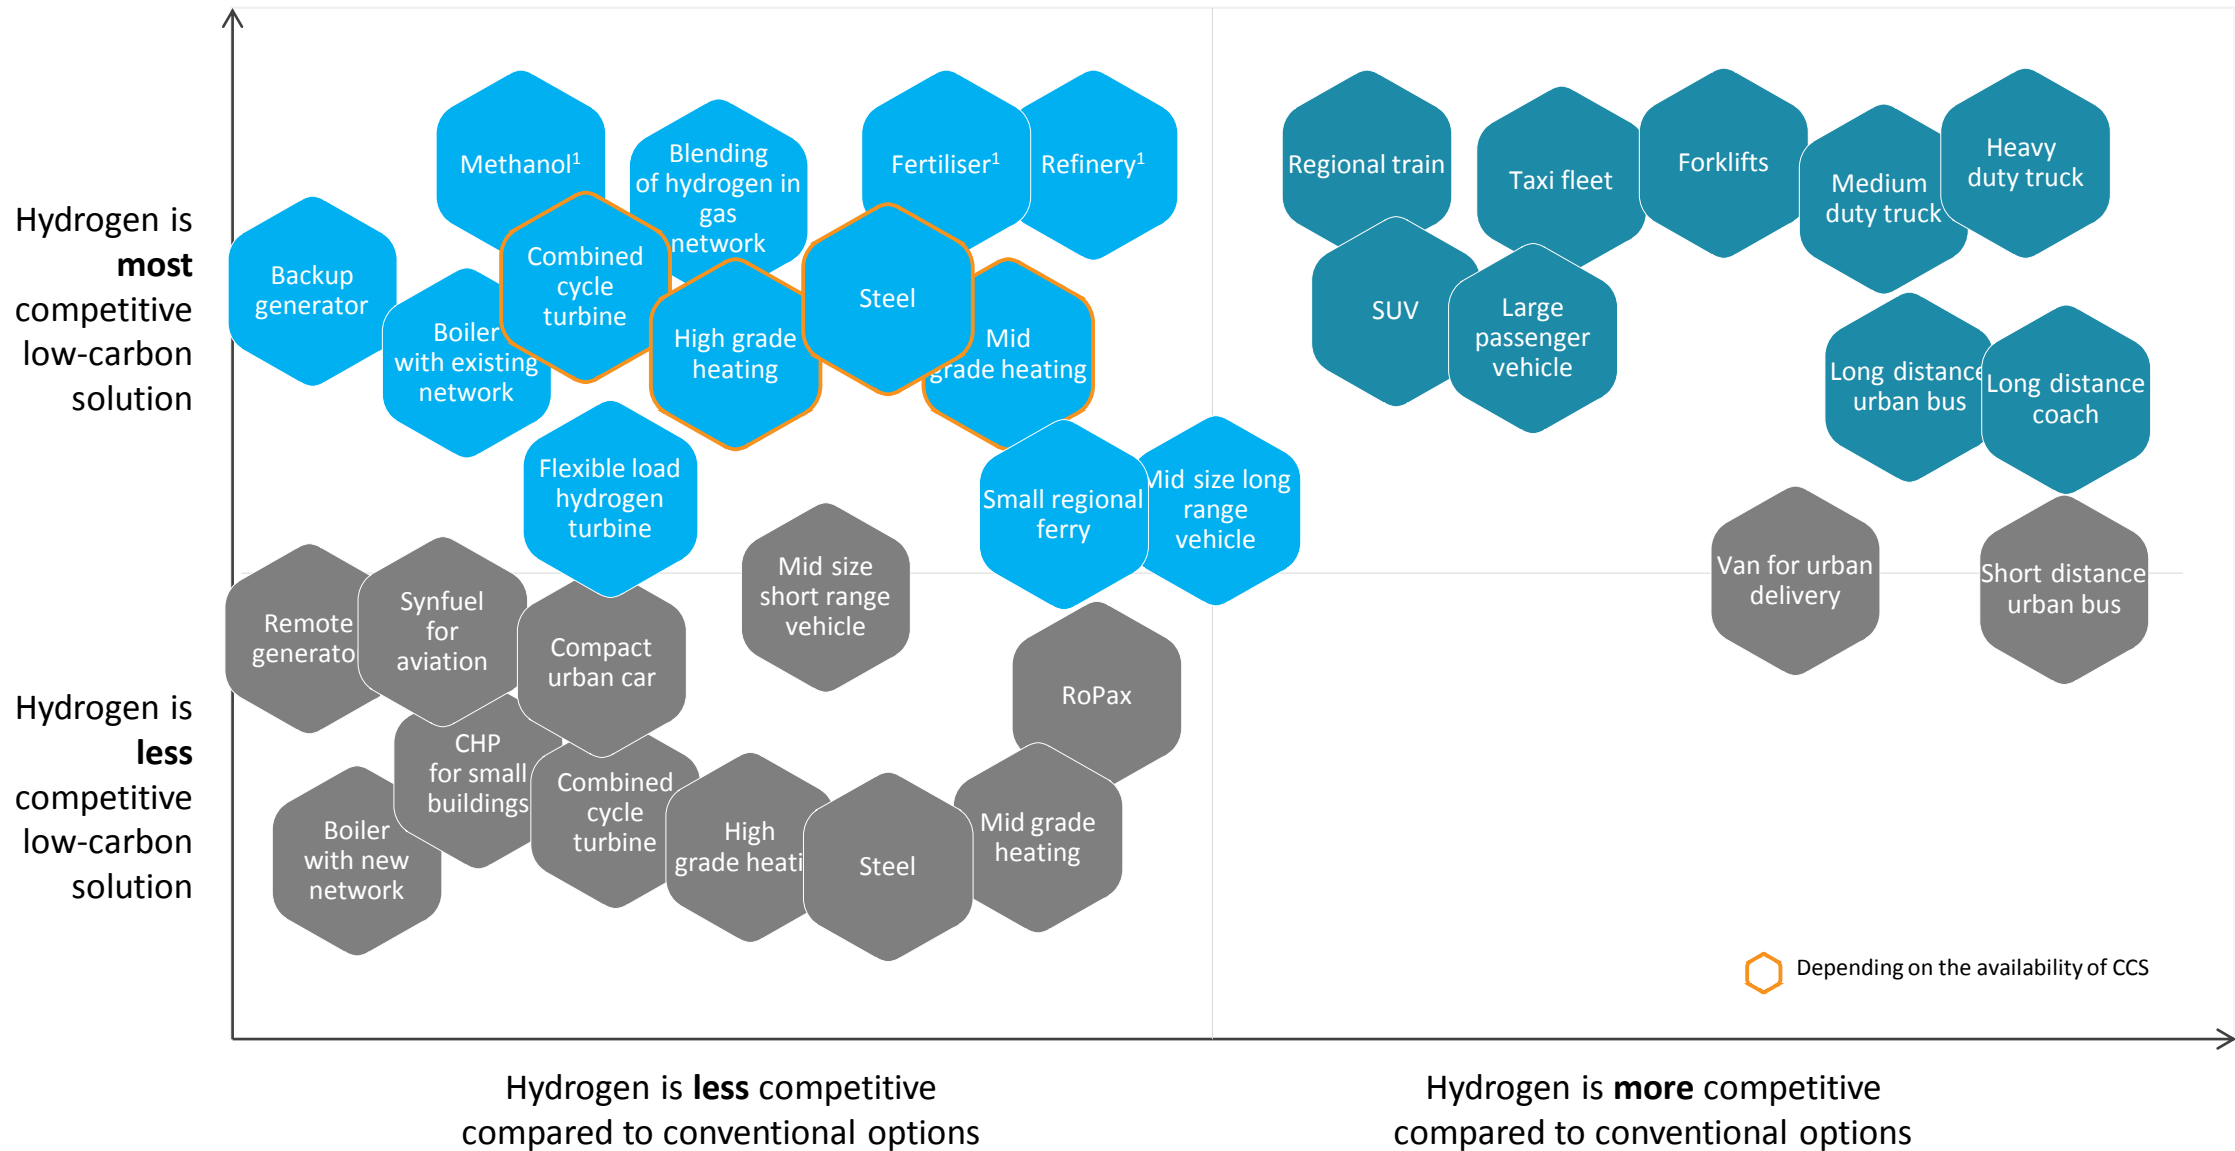 Hydrogen is
most
competitive
low-carbon
solution
Hydrogen is
less
competitive
low-carbon
solution
Methanol1
Blending
of hydrogen in
gas
network
Fertiliser1
Refinery1
Backup
generator
Boiler
with existing
network
Combined
cycle
turbine
High grade
heating
Steel
Mid
grade heating
Flexible load
hydrogen
turbine
Small regional
ferry
Mid size long
range
vehicle
Regional train
Taxi fleet
Forklifts
Medium
duty truck
Heavy
duty truck
SUV
Large
passenger
vehicle
Long distance
urban bus
Long distance
coach
Remote
generato
Synfuel
for
aviation
Compact
urban car
Mid size
short range
vehicle
RoPax
Van for urban
delivery
Short distance
urban bus
Boiler
with new
network
CHP
for small
buildings
Combined
cycle
turbine
High
grade heati
Steel
Mid grade
heating
Depending on the availability of CCS
Hydrogen is less competitive
compared to conventional options
Hydrogen is more competitive
compared to conventional options